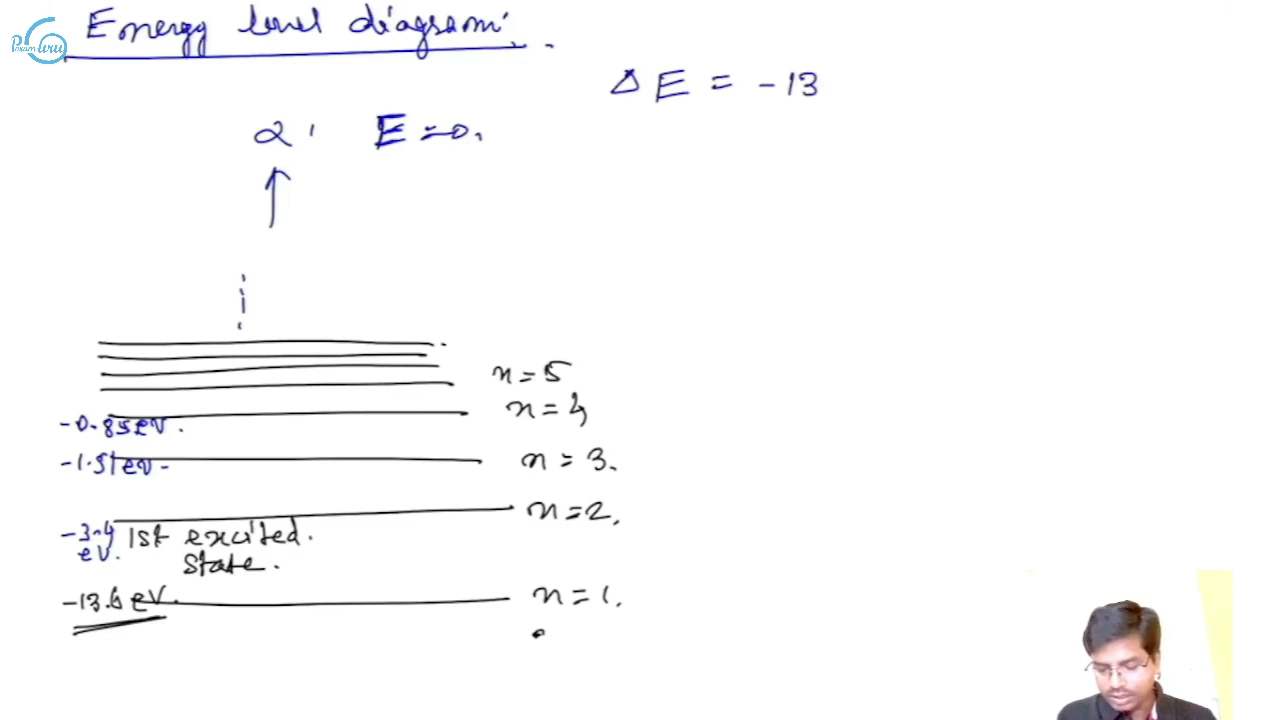 Energy level diagram.
ΔE = -13
α. E = 0.
n = 5
n = 4
-0.85 eV.
-1.51 eV.
n = 3.
n = 2.
-3.4 eV. 1st excited. state.
-13.6 eV.
n = 1.